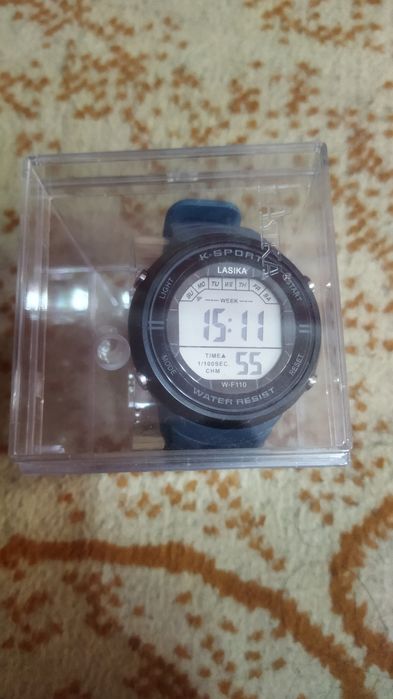 K-SPORT
LASIKA
LIGHT
START
SU MO TU WE TH FR SA
WEEK
15:11
TIME
1/100SEC.
CHM
55
MODE
RESET
W-F110
WATER RESIST